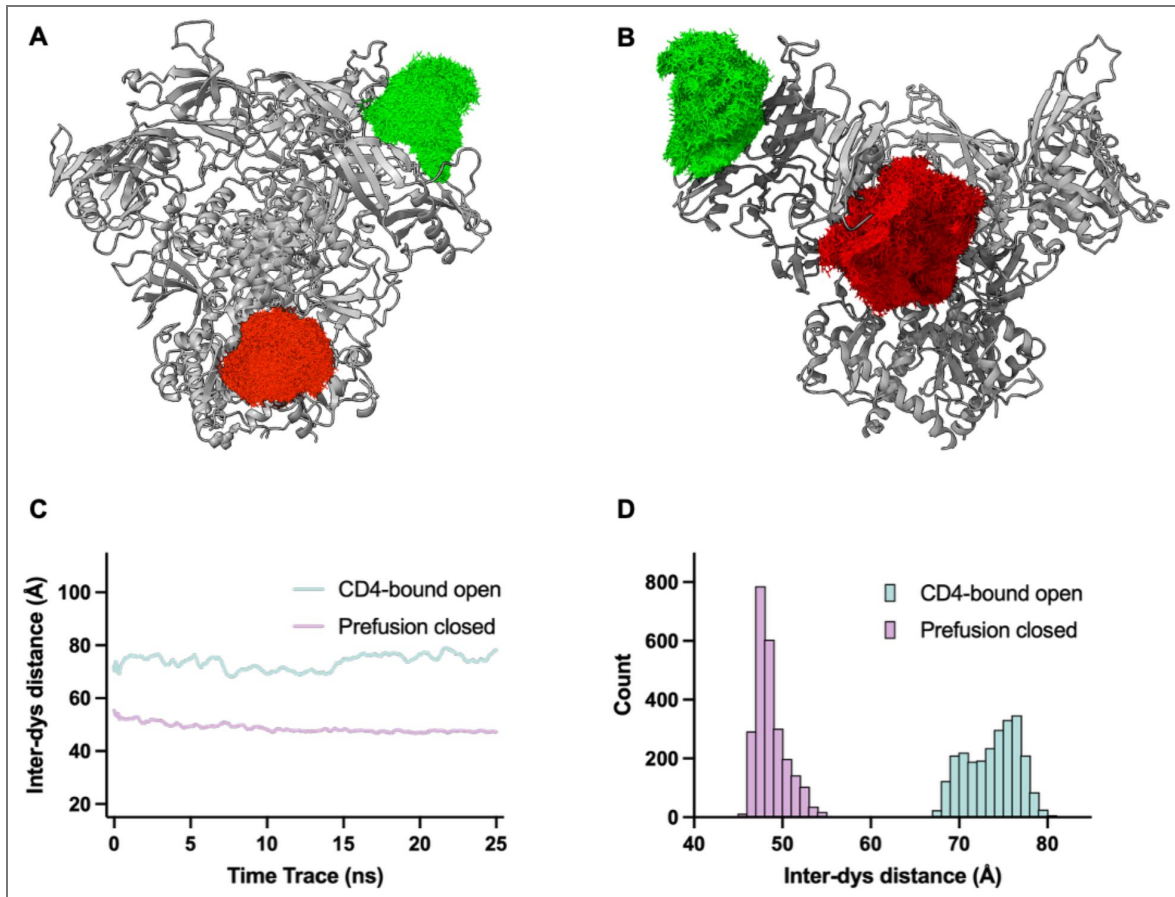 A
B
C
D
Inter-dys distance (Å)
100
80
60
40
20
CD4-bound open
Prefusion closed
0 5 10 15 20 25
Time Trace (ns)
Count
800
600
400
200
0
CD4-bound open
Prefusion closed
40 50 60 70 80
Inter-dys distance (Å)